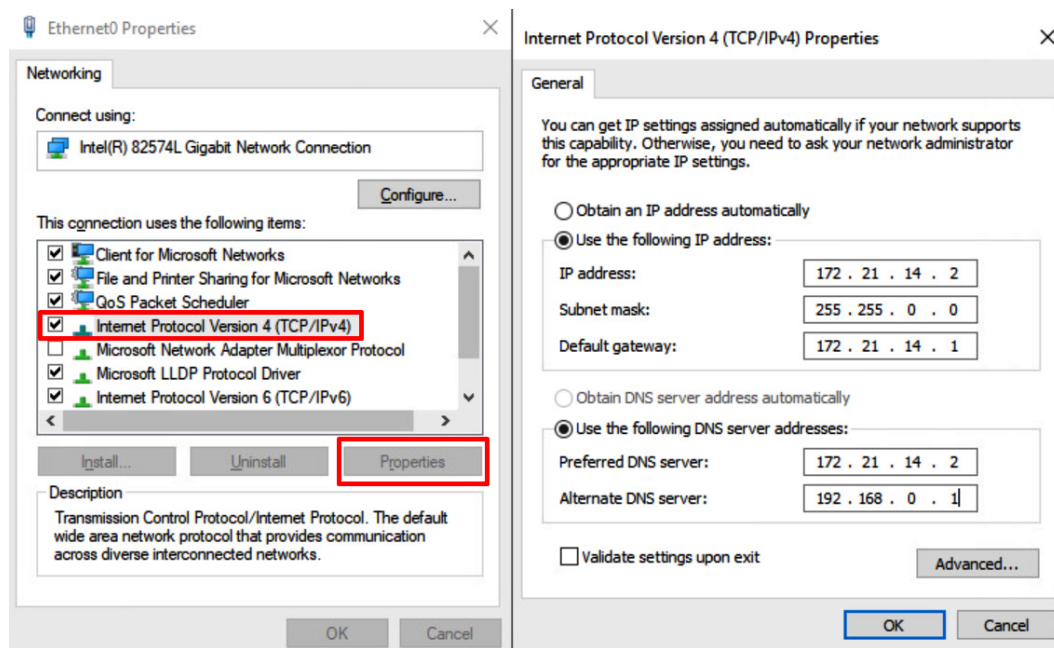 Ethernet0 Properties
Networking
Connect using:
Intel(R) 82574L Gigabit Network Connection
Configure...
This connection uses the following items:
Client for Microsoft Networks
File and Printer Sharing for Microsoft Networks
QoS Packet Scheduler
Internet Protocol Version 4 (TCP/IPv4)
Microsoft Network Adapter Multiplexor Protocol
Microsoft LLDP Protocol Driver
Internet Protocol Version 6 (TCP/IPv6)
Install...
Uninstall
Properties
Description
Transmission Control Protocol/Internet Protocol. The default
wide area network protocol that provides communication
across diverse interconnected networks.
OK
Cancel
Internet Protocol Version 4 (TCP/IPv4) Properties
General
You can get IP settings assigned automatically if your network supports
this capability. Otherwise, you need to ask your network administrator
for the appropriate IP settings.
Obtain an IP address automatically
Use the following IP address:
IP address: 172 . 21 . 14 . 2
Subnet mask: 255 . 255 . 0 . 0
Default gateway: 172 . 21 . 14 . 1
Obtain DNS server address automatically
Use the following DNS server addresses:
Preferred DNS server: 172 . 21 . 14 . 2
Alternate DNS server: 192 . 168 . 0 . 1
Validate settings upon exit
Advanced...
OK
Cancel